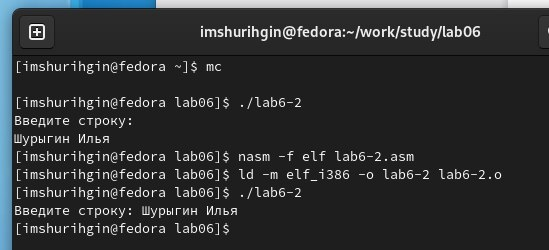 imshurihgin@fedora:~/work/study/lab06
[imshurihgin@fedora ~]$ mc
[imshurihgin@fedora lab06]$ ./lab6-2
Введите строку:
Шурыгин Илья
[imshurihgin@fedora lab06]$ nasm -f elf lab6-2.asm
[imshurihgin@fedora lab06]$ ld -m elf_i386 -o lab6-2 lab6-2.o
[imshurihgin@fedora lab06]$ ./lab6-2
Введите строку: Шурыгин Илья
[imshurihgin@fedora lab06]$